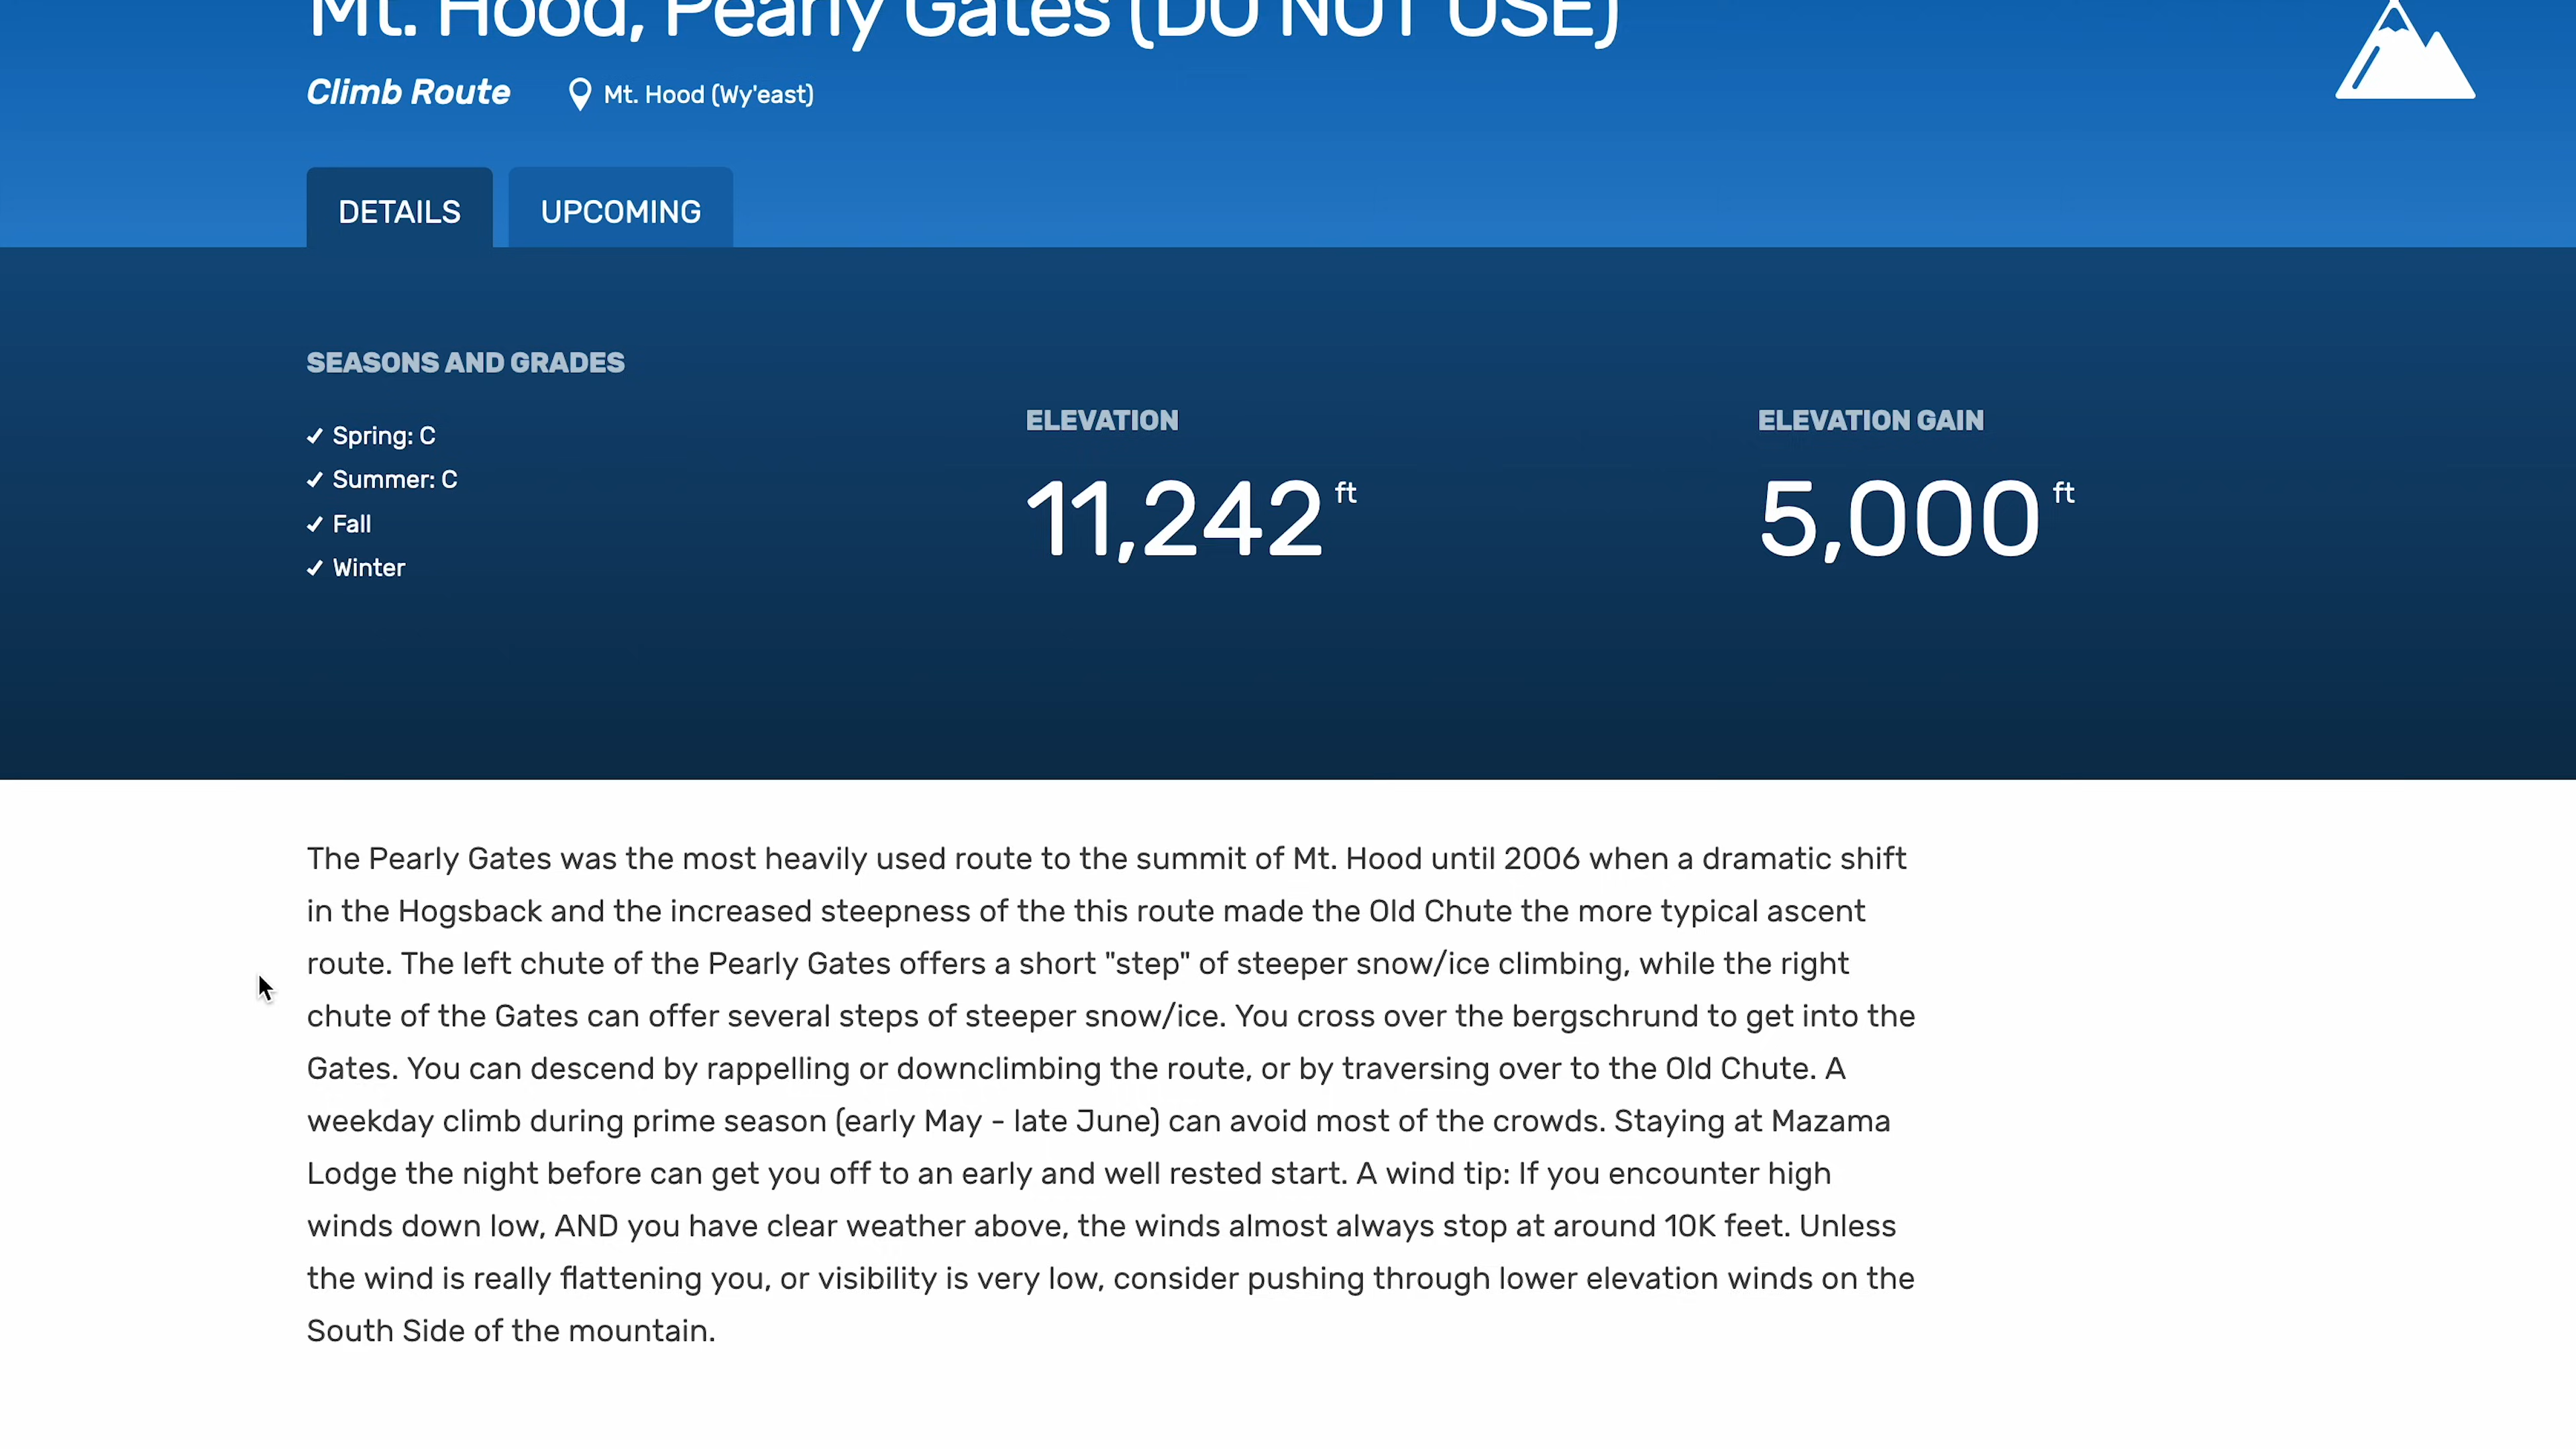 Mt. Hood, Pearly Gates (DO NOT USE)
Climb Route
Mt. Hood (Wy'east)
DETAILS
UPCOMING
SEASONS AND GRADES
Spring: C
Summer: C
Fall
Winter
ELEVATION
11,242 ft
ELEVATION GAIN
5,000 ft
The Pearly Gates was the most heavily used route to the summit of Mt. Hood until 2006 when a dramatic shift
in the Hogsback and the increased steepness of the this route made the Old Chute the more typical ascent
route. The left chute of the Pearly Gates offers a short "step" of steeper snow/ice climbing, while the right
chute of the Gates can offer several steps of steeper snow/ice. You cross over the bergschrund to get into the
Gates. You can descend by rappelling or downclimbing the route, or by traversing over to the Old Chute. A
weekday climb during prime season (early May - late June) can avoid most of the crowds. Staying at Mazama
Lodge the night before can get you off to an early and well rested start. A wind tip: If you encounter high
winds down low, AND you have clear weather above, the winds almost always stop at around 10K feet. Unless
the wind is really flattening you, or visibility is very low, consider pushing through lower elevation winds on the
South Side of the mountain.